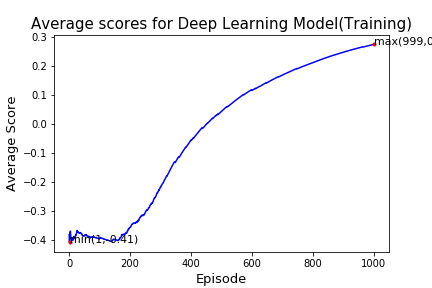 Average scores for Deep Learning Model(Training)
Average Score
0.3
0.2
0.1
0.0
−0.1
−0.2
−0.3
−0.4
max(999,0
min(1,-0.41)
0 200 400 600 800 1000
Episode